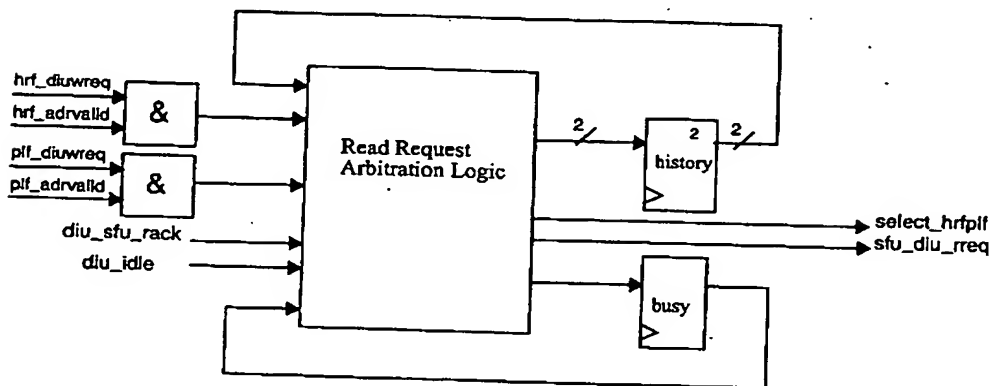 hrf_diuwreq
hrf_adrvalid
&
plf_diuwreq
plf_adrvalid
&
diu_sfu_rack
diu_idle
Read Request
Arbitration Logic
2
2
2
history
select_hrfplf
sfu_diu_rreq
busy